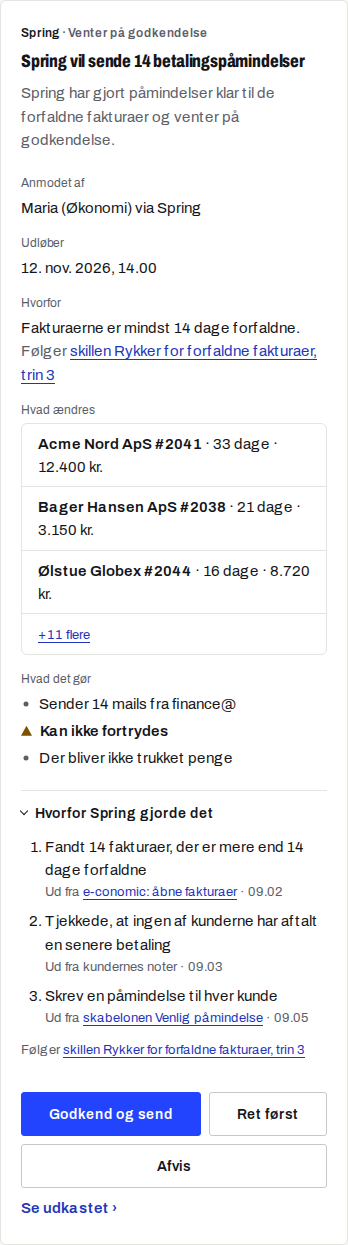 Spring · Venter på godkendelse
Spring vil sende 14 betalingspåmindelser
Spring har gjort påmindelser klar til de
forfaldne fakturaer og venter på
godkendelse.
Anmodet af
Maria (Økonomi) via Spring
Udløber
12. nov. 2026, 14.00
Hvorfor
Fakturaerne er mindst 14 dage forfaldne.
Følger skillen Rykker for forfaldne fakturaer,
trin 3
Hvad ændres
Acme Nord ApS #2041 · 33 dage ·
12.400 kr.
Bager Hansen ApS #2038 · 21 dage ·
3.150 kr.
Ølstue Globex #2044 · 16 dage · 8.720
kr.
+11 flere
Hvad det gør
Sender 14 mails fra finance@
Kan ikke fortrydes
Der bliver ikke trukket penge
Hvorfor Spring gjorde det
1. Fandt 14 fakturaer, der er mere end 14
dage forfaldne
Ud fra e-conomic: åbne fakturaer · 09.02
2. Tjekkede, at ingen af kunderne har aftalt
en senere betaling
Ud fra kundernes noter · 09.03
3. Skrev en påmindelse til hver kunde
Ud fra skabelonen Venlig påmindelse · 09.05
Følger skillen Rykker for forfaldne fakturaer, trin 3
Godkend og send
Ret først
Afvis
Se udkastet ›